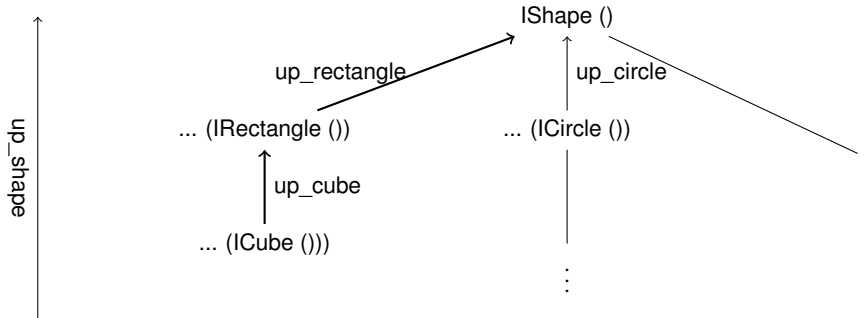 IShape ()
up_rectangle
up_circle
up_shape
... (IRectangle ())
... (ICircle ())
up_cube
... (ICube ()))
⋮